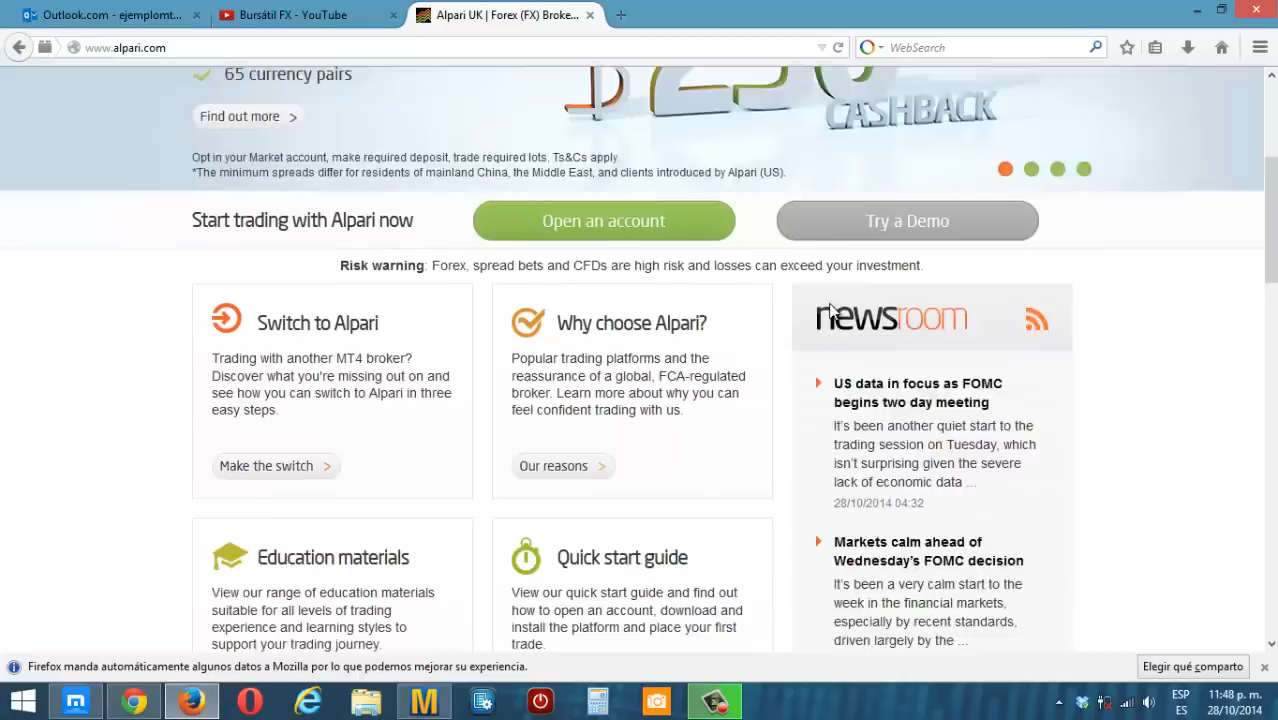 Outlook.com - ejemplomt...
Bursátil FX - YouTube
Alpari UK | Forex (FX) Broke...
www.alpari.com
WebSearch
65 currency pairs
Find out more
CASHBACK
Opt in your Market account, make required deposit, trade required lots. Ts&Cs apply.
*The minimum spreads differ for residents of mainland China, the Middle East, and clients introduced by Alpari (US).
Start trading with Alpari now
Open an account
Try a Demo
Risk warning: Forex, spread bets and CFDs are high risk and losses can exceed your investment.
Switch to Alpari
Trading with another MT4 broker?
Discover what you're missing out on and
see how you can switch to Alpari in three
easy steps.
Make the switch
Why choose Alpari?
Popular trading platforms and the
reassurance of a global, FCA-regulated
broker. Learn more about why you can
feel confident trading with us.
Our reasons
newsroom
US data in focus as FOMC
begins two day meeting
It's been another quiet start to the
trading session on Tuesday, which
isn't surprising given the severe
lack of economic data ...
28/10/2014 04:32
Markets calm ahead of
Wednesday's FOMC decision
It's been a very calm start to the
week in the financial markets,
especially by recent standards,
driven largely by the ...
Education materials
View our range of education materials
suitable for all levels of trading
experience and learning styles to
support your trading journey.
Quick start guide
View our quick start guide and find out
how to open an account, download and
install the platform and place your first
trade.
Firefox manda automáticamente algunos datos a Mozilla por lo que podemos mejorar su experiencia.
Elegir qué comparto
ESP
ES
11:48 p. m.
28/10/2014